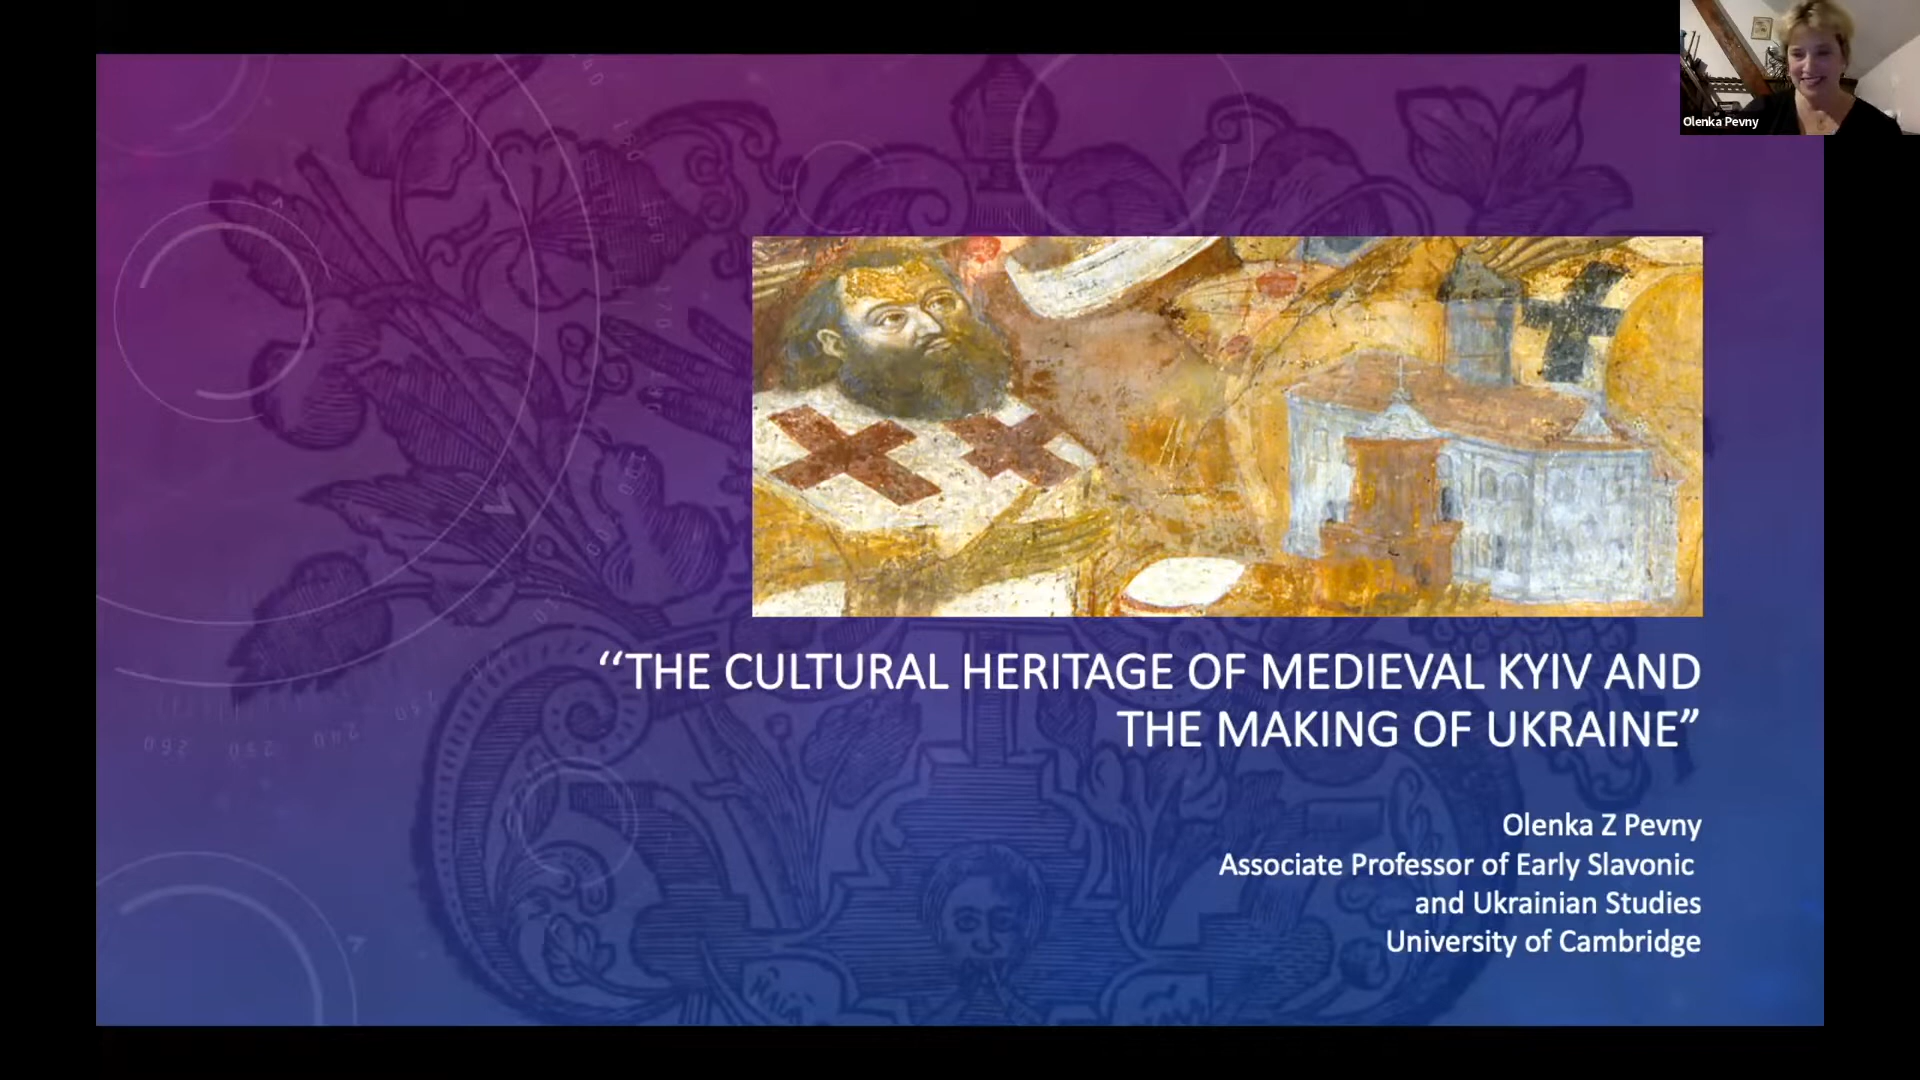 Olenka Pevny
‘‘THE CULTURAL HERITAGE OF MEDIEVAL KYIV AND
THE MAKING OF UKRAINE”
Olenka Z Pevny
Associate Professor of Early Slavonic
and Ukrainian Studies
University of Cambridge